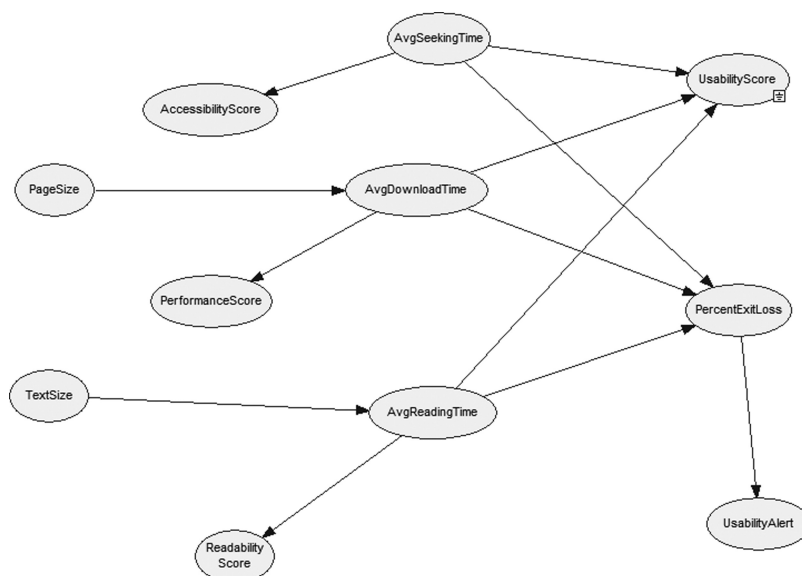 AvgSeekingTime
UsabilityScore
AccessibilityScore
PageSize
AvgDownloadTime
PerformanceScore
PercentExitLoss
TextSize
AvgReadingTime
UsabilityAlert
Readability
Score